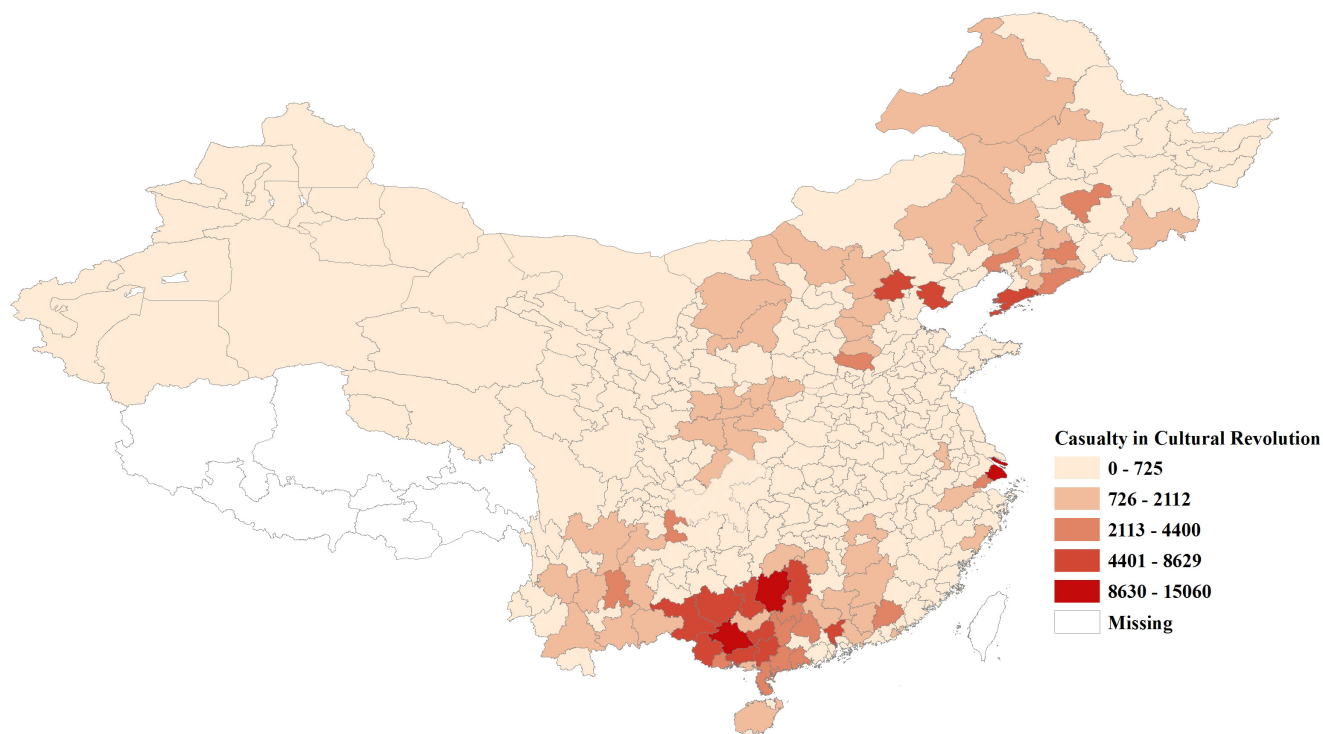 Casualty in Cultural Revolution
0 - 725
726 - 2112
2113 - 4400
4401 - 8629
8630 - 15060
Missing